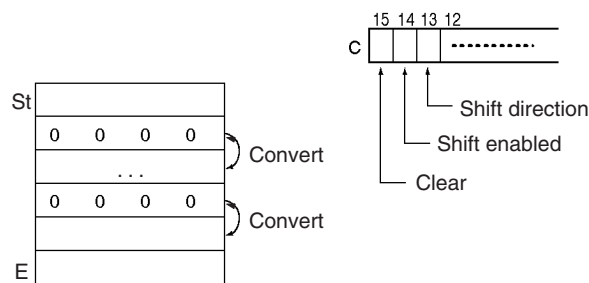 15 14 13 12
C
Shift direction
Shift enabled
Clear
St
0 0 0 0
Convert
...
0 0 0 0
Convert
E